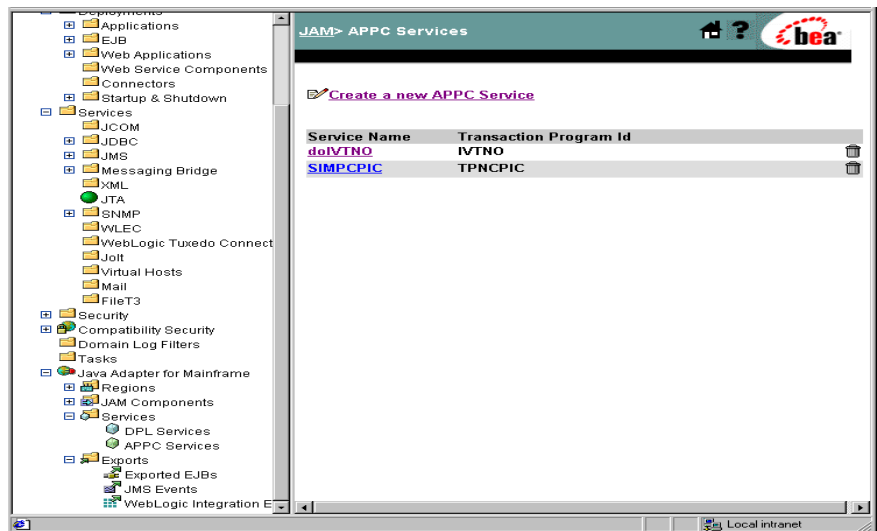 Deployments
Applications
EJB
Web Applications
Web Service Components
Connectors
Startup & Shutdown
Services
JCOM
JDBC
JMS
Messaging Bridge
XML
JTA
SNMP
WLEC
WebLogic Tuxedo Connect
Jolt
Virtual Hosts
Mail
FileT3
Security
Compatibility Security
Domain Log Filters
Tasks
Java Adapter for Mainframe
Regions
JAM Components
Services
DPL Services
APPC Services
Exports
Exported EJBs
JMS Events
WebLogic Integration E
JAM> APPC Services
? bea
Create a new APPC Service
Service Name Transaction Program Id
doIVTNO IVTNO
SIMPCPIC TPNCPIC
Local intranet